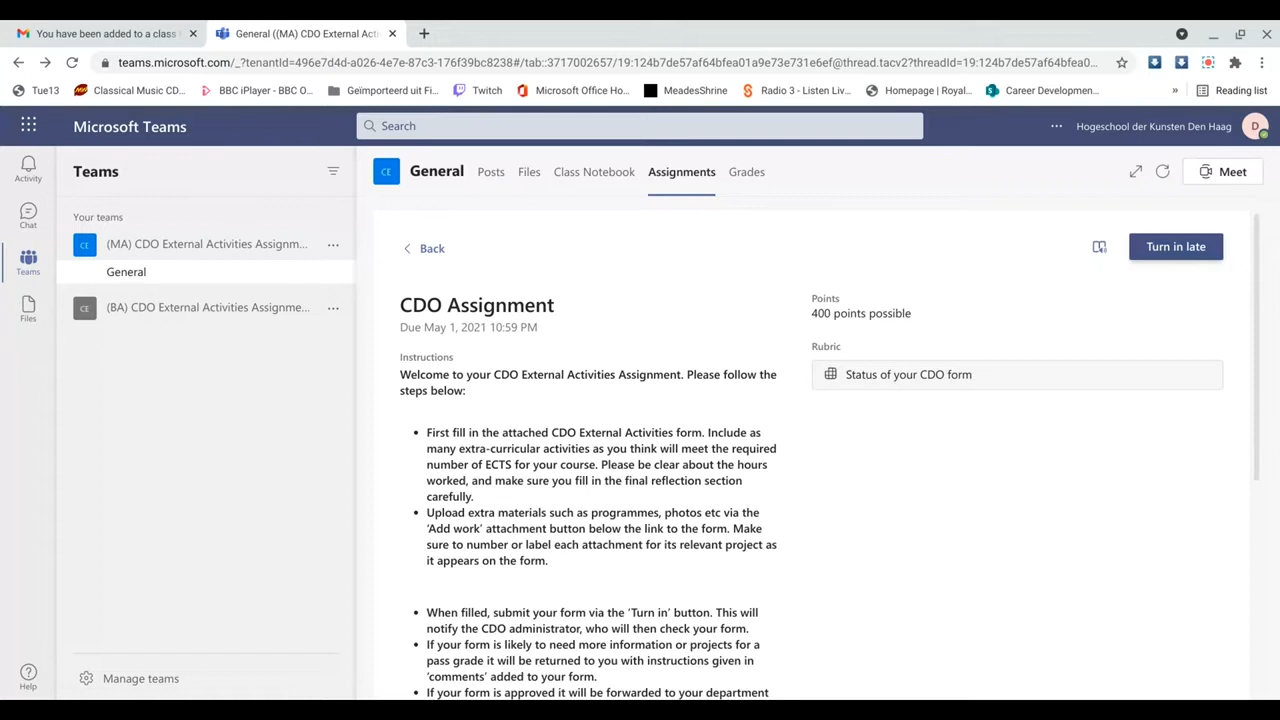 You have been added to a class
General ((MA) CDO External Acti
teams.microsoft.com/_?tenantId=496e7d4d-a026-4e7e-87c3-176f39b08238#/tab::3717002657/19:124b7de57af64bfea01a9e73e731e6ef@thread.tacv2?threadId=19:124b7de57af64bfea0...
Tue13
Classical Music CD...
BBC iPlayer - BBC O...
Geïmporteerd uit Fi...
Twitch
Microsoft Office Ho...
MeadesShrine
Radio 3 - Listen Liv...
Homepage | Royal...
Career Developmen...
»
Reading list
Microsoft Teams
Search
Hogeschool der Kunsten Den Haag
D
Activity
Chat
Teams
Files
Help
Teams
Your teams
CE
(MA) CDO External Activities Assignm...
General
CE
(BA) CDO External Activities Assignme...
Manage teams
CE
General
Posts
Files
Class Notebook
Assignments
Grades
Meet
Back
Turn in late
CDO Assignment
Due May 1, 2021 10:59 PM
Instructions
Welcome to your CDO External Activities Assignment. Please follow the
steps below:
• First fill in the attached CDO External Activities form. Include as
many extra-curricular activities as you think will meet the required
number of ECTS for your course. Please be clear about the hours
worked, and make sure you fill in the final reflection section
carefully.
• Upload extra materials such as programmes, photos etc via the
‘Add work’ attachment button below the link to the form. Make
sure to number or label each attachment for its relevant project as
it appears on the form.
• When filled, submit your form via the ‘Turn in’ button. This will
notify the CDO administrator, who will then check your form.
• If your form is likely to need more information or projects for a
pass grade it will be returned to you with instructions given in
‘comments’ added to your form.
• If your form is approved it will be forwarded to your department
Points
400 points possible
Rubric
Status of your CDO form